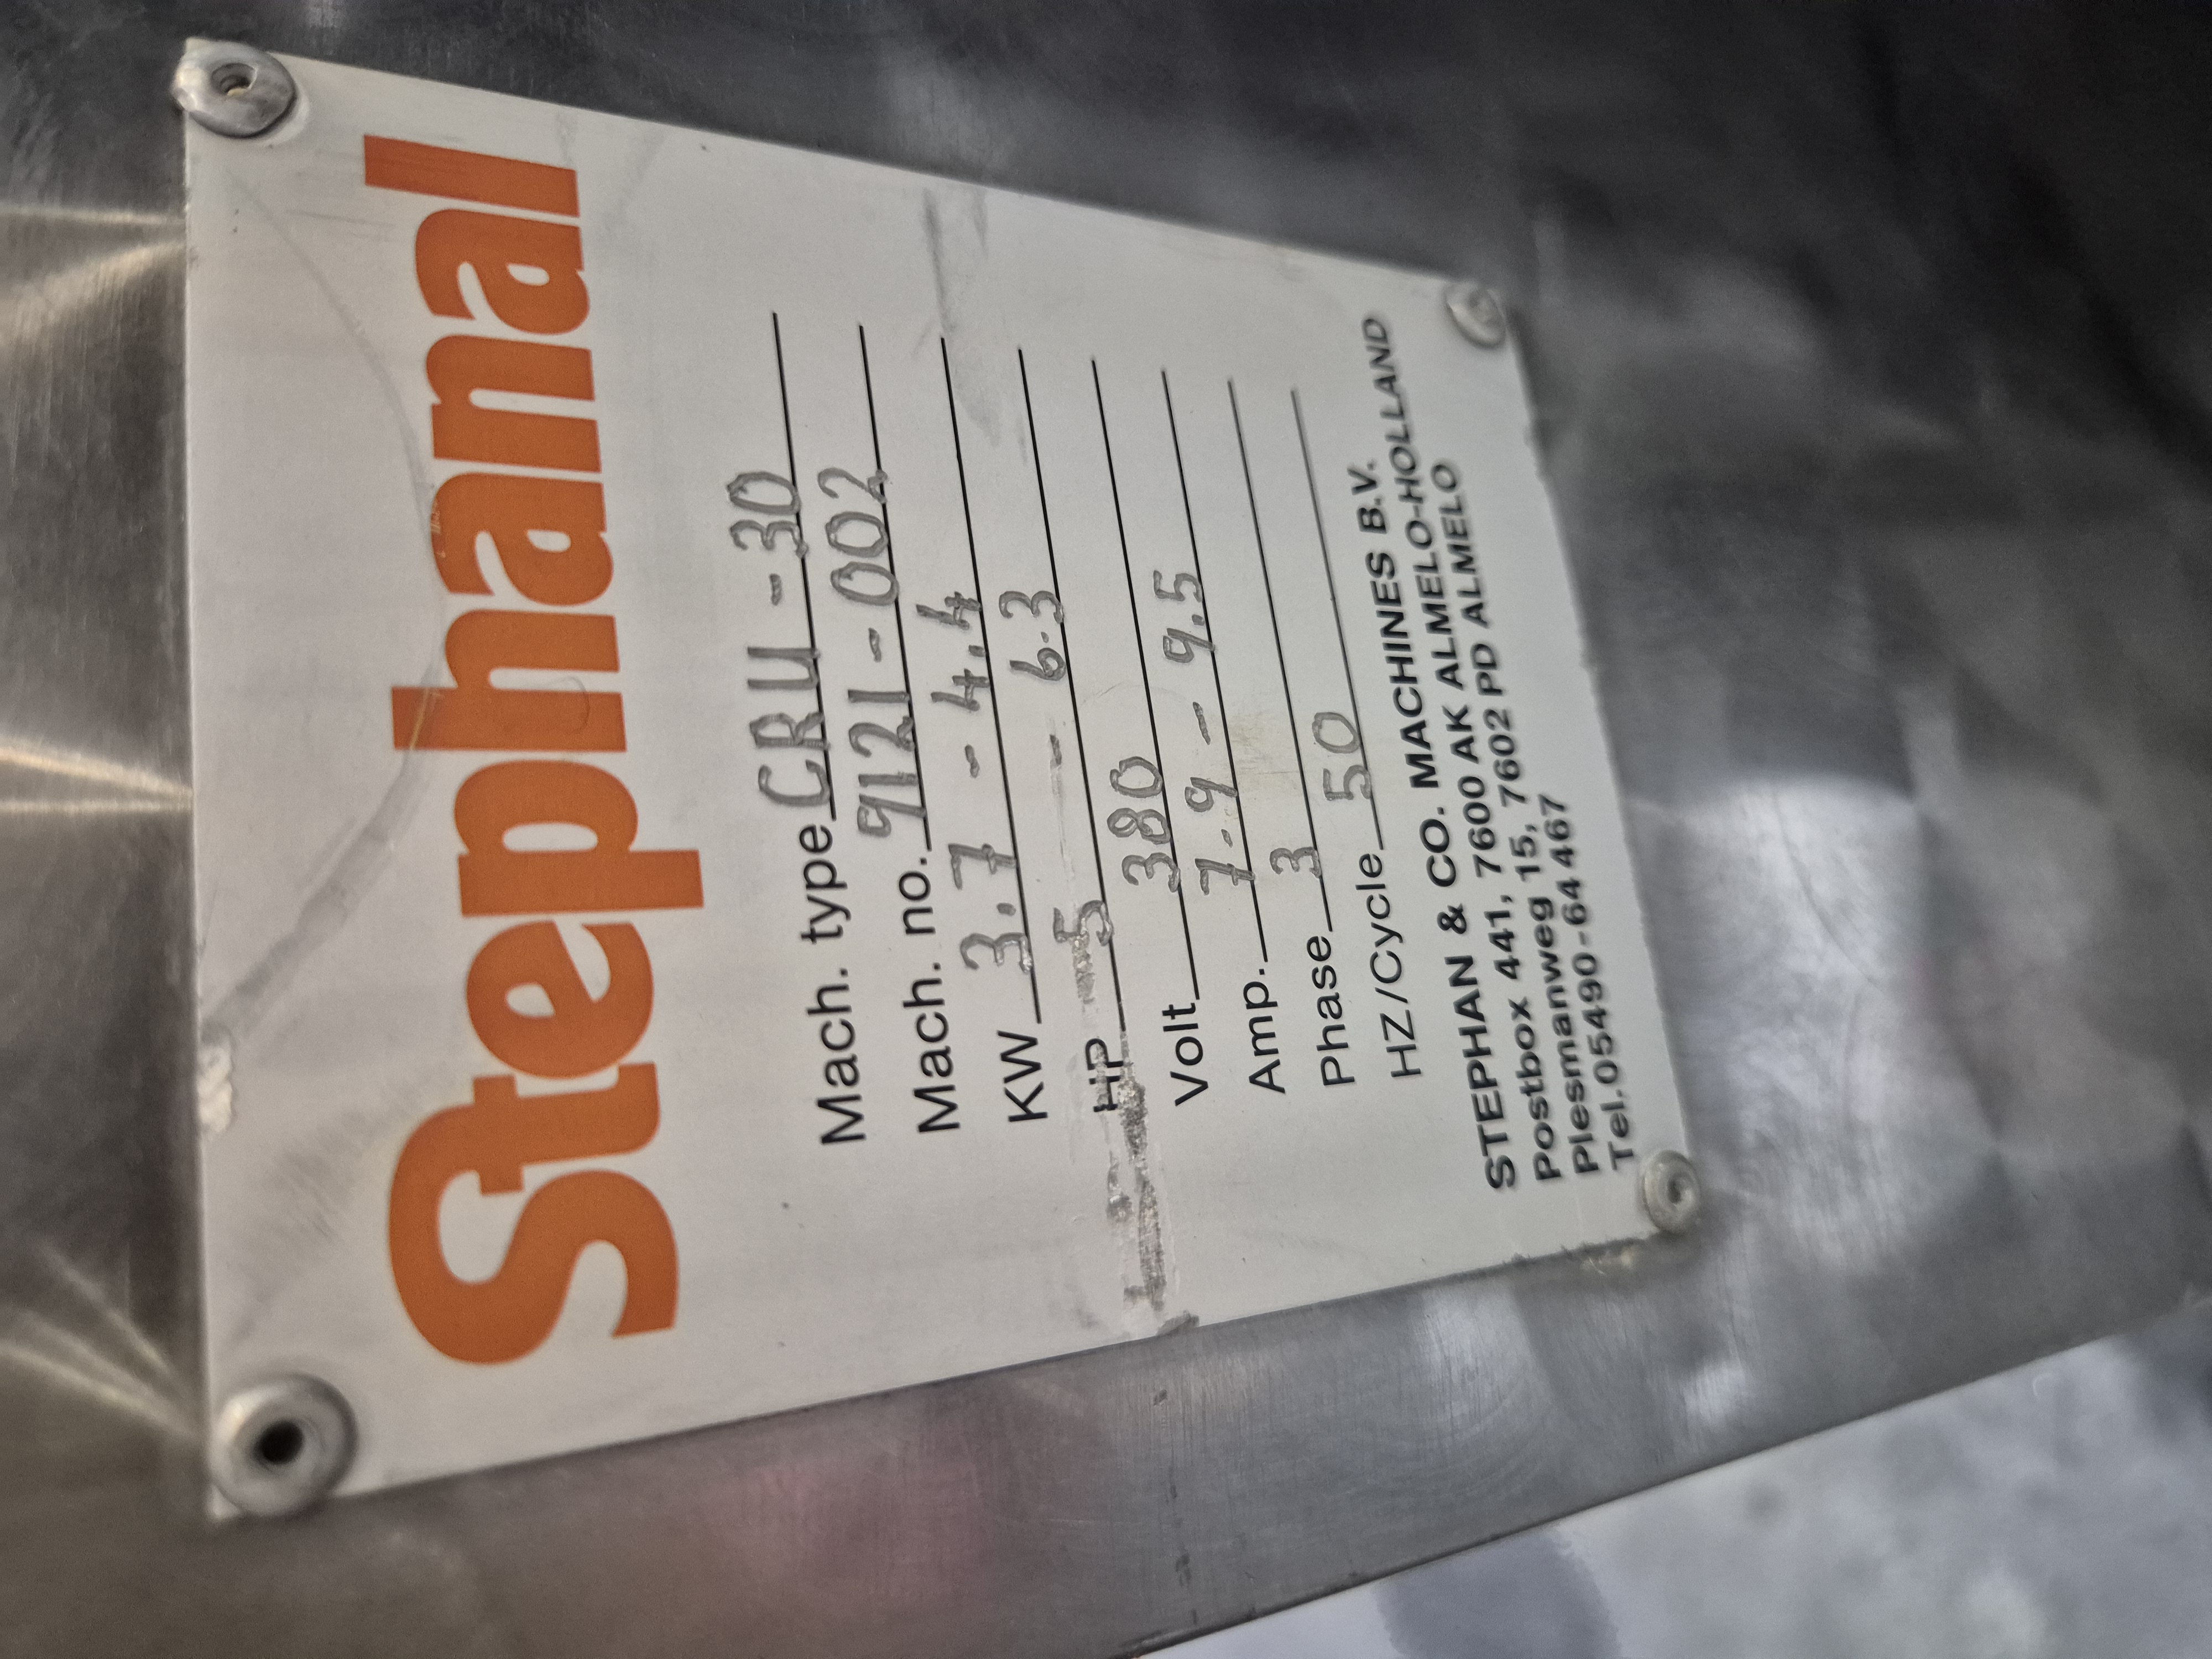 Stephanal
Mach. type CRU - 30
Mach. no. 9121 - 002
KW 3.7 - 4.4
HP 5 - 6.3
Volt 380
Amp. 7.9 - 9.5
Phase 3
HZ/Cycle 50
STEPHAN & CO. MACHINES B.V.
Postbox 441, 7600 AK ALMELO-HOLLAND
Plesmanweg 15, 7602 PD ALMELO
Tel.05490-64467